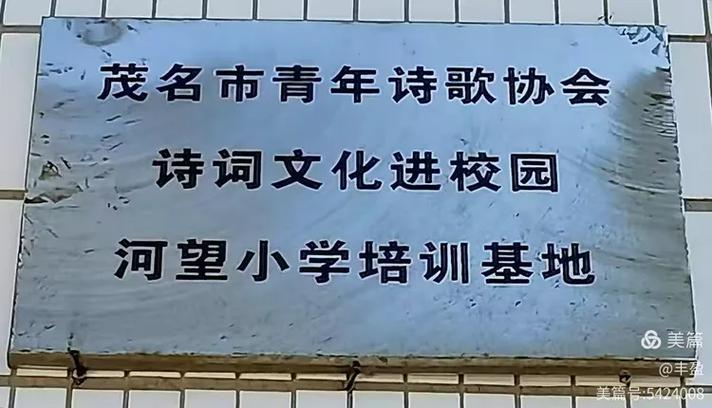 茂名市青年诗歌协会
诗词文化进校园
河望小学培训基地
美篇
@丰盈
美篇号:5424008